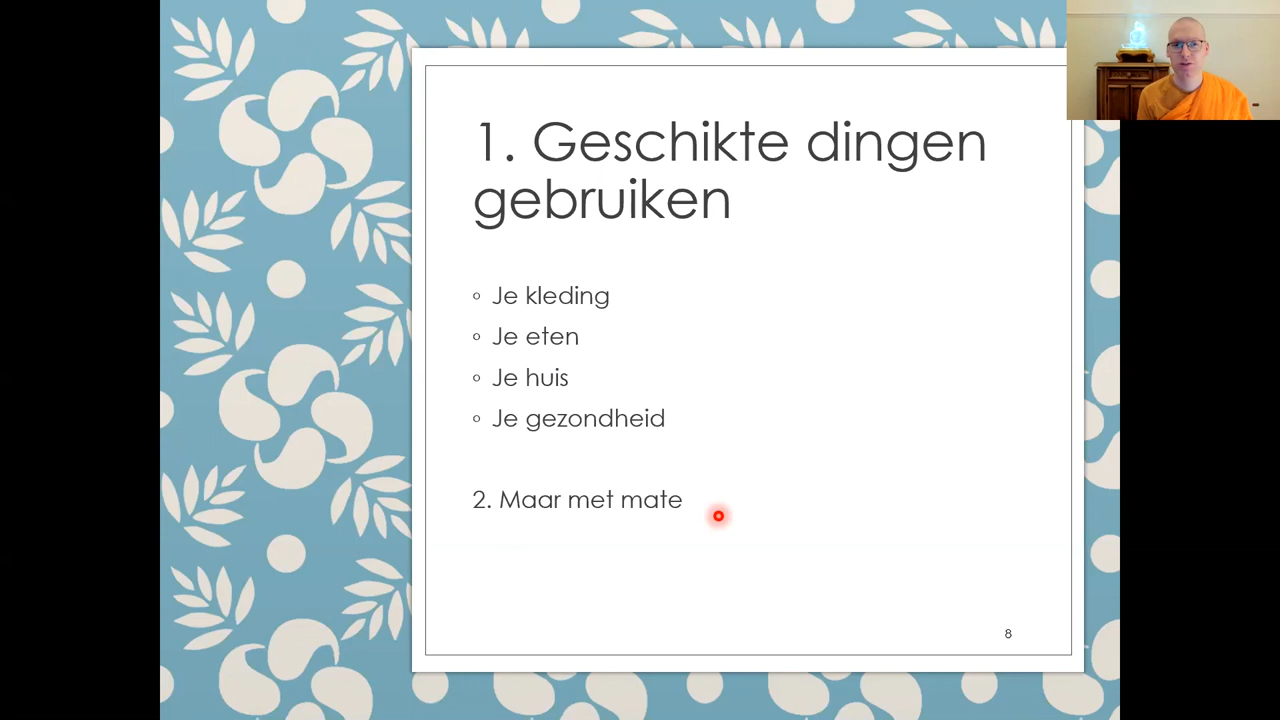 1. Geschikte dingen
gebruiken
Je kleding
Je eten
Je huis
Je gezondheid
2. Maar met mate
8